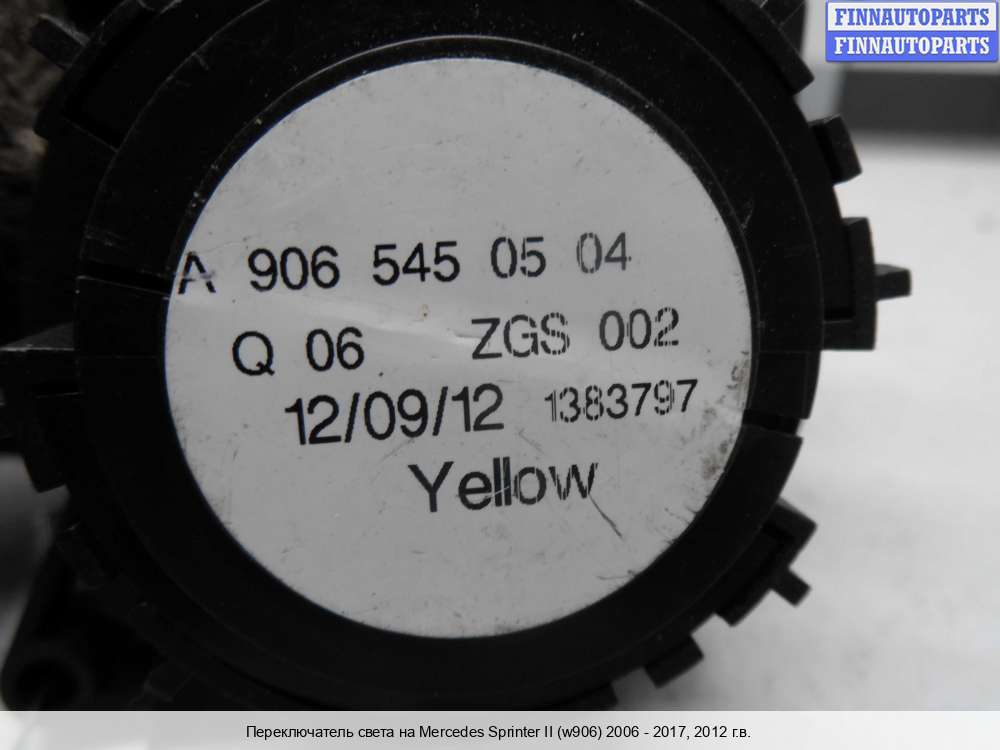 FINNAUTOPARTS
FINNAUTOPARTS
A 906 545 05 04
Q 06 ZGS 002
12/09/12 1383797
Yellow
Переключатель света на Mercedes Sprinter II (w906) 2006 - 2017, 2012 г.в.